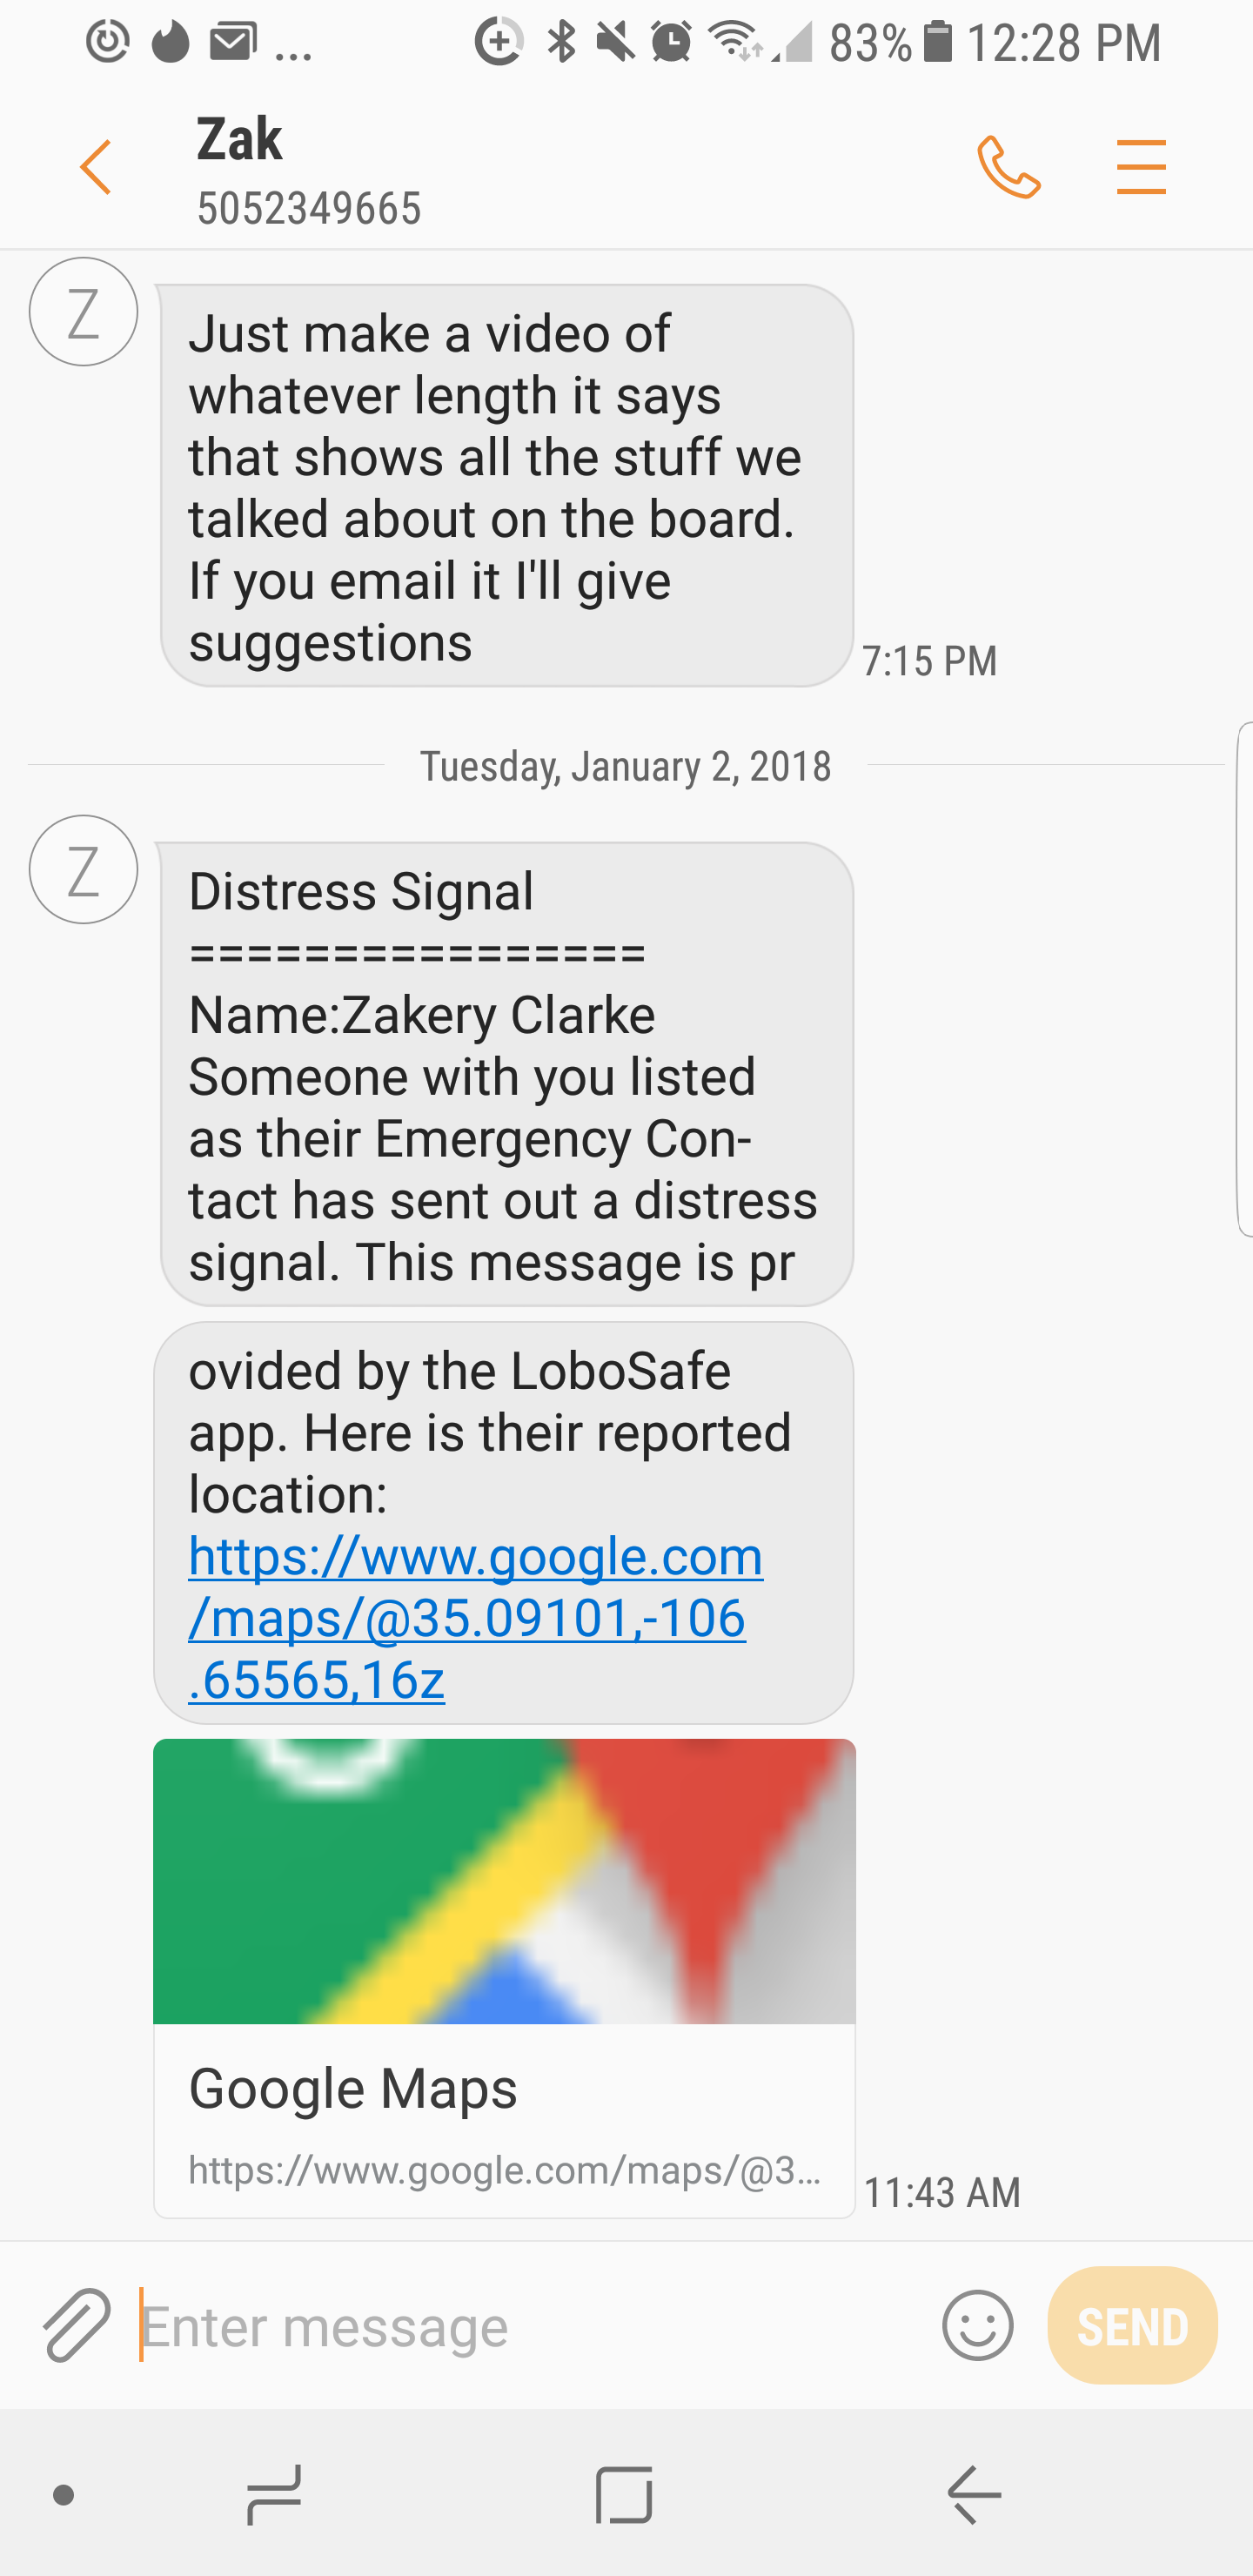 ... 83% 12:28 PM
Zak
5052349665
Z
Just make a video of
whatever length it says
that shows all the stuff we
talked about on the board.
If you email it I'll give
suggestions
7:15 PM
Tuesday, January 2, 2018
Z
Distress Signal
================
Name:Zakery Clarke
Someone with you listed
as their Emergency Con-
tact has sent out a distress
signal. This message is pr
ovided by the LoboSafe
app. Here is their reported
location:
https://www.google.com
/maps/@35.09101,-106
.65565,16z
Google Maps
https://www.google.com/maps/@3...
11:43 AM
Enter message
SEND